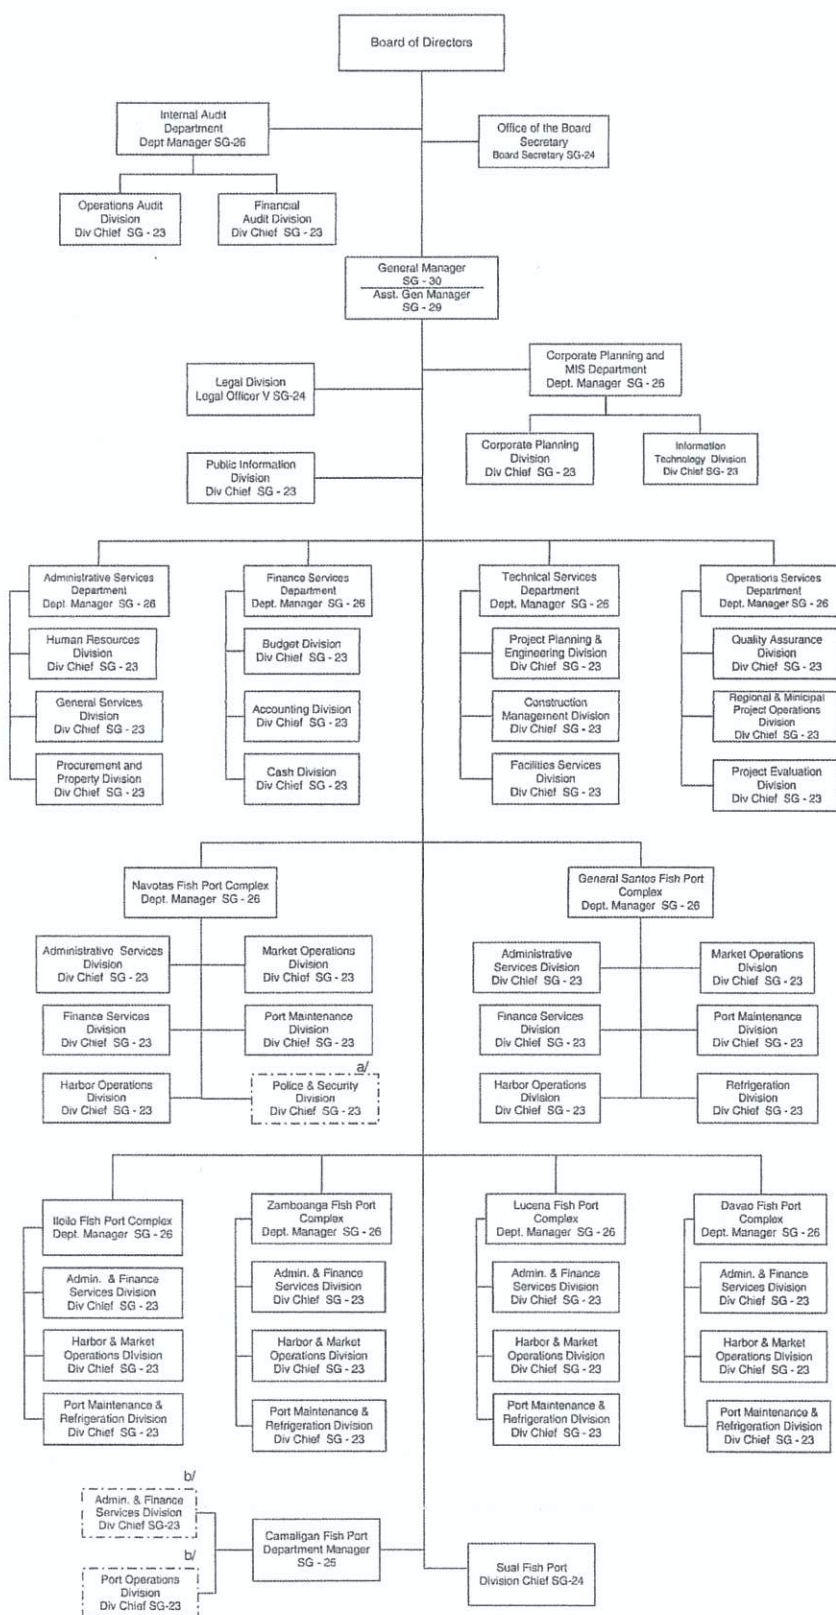 Board of Directors
Internal Audit
Department
Dept Manager SG-26
Office of the Board
Secretary
Board Secretary SG-24
Operations Audit
Division
Div Chief SG - 23
Financial
Audit Division
Div Chief SG - 23
General Manager
SG - 30
Asst. Gen Manager
SG - 29
Legal Division
Legal Officer V SG-24
Corporate Planning and
MIS Department
Dept. Manager SG - 26
Public Information
Division
Div Chief SG - 23
Corporate Planning
Division
Div Chief SG - 23
Information
Technology Division
Div Chief SG- 23
Administrative Services
Department
Dept. Manager SG - 26
Human Resources
Division
Div Chief SG - 23
General Services
Division
Div Chief SG - 23
Procurement and
Property Division
Div Chief SG - 23
Finance Services
Department
Dept. Manager SG - 26
Budget Division
Div Chief SG - 23
Accounting Division
Div Chief SG - 23
Cash Division
Div Chief SG - 23
Technical Services
Department
Dept. Manager SG - 26
Project Planning &
Engineering Division
Div Chief SG - 23
Construction
Management Division
Div Chief SG - 23
Facilities Services
Division
Div Chief SG - 23
Operations Services
Department
Dept. Manager SG - 26
Quality Assurance
Division
Div Chief SG - 23
Regional & Minicipal
Project Operations
Division
Div Chief SG - 23
Project Evaluation
Division
Div Chief SG - 23
Navotas Fish Port Complex
Dept. Manager SG - 26
Administrative Services
Division
Div Chief SG - 23
Market Operations
Division
Div Chief SG - 23
Finance Services
Division
Div Chief SG - 23
Port Maintenance
Division
Div Chief SG - 23
Harbor Operations
Division
Div Chief SG - 23
a/
Police & Security
Division
Div Chief SG - 23
General Santos Fish Port
Complex
Dept. Manager SG - 26
Administrative
Services Division
Div Chief SG - 23
Market Operations
Division
Div Chief SG - 23
Finance Services
Division
Div Chief SG - 23
Port Maintenance
Division
Div Chief SG - 23
Harbor Operations
Division
Div Chief SG - 23
Refrigeration
Division
Div Chief SG - 23
Iloilo Fish Port Complex
Dept. Manager SG - 26
Admin. & Finance
Services Division
Div Chief SG - 23
Harbor & Market
Operations Division
Div Chief SG - 23
Port Maintenance
& Refrigeration Division
Div Chief SG - 23
Zamboanga Fish Port
Complex
Dept. Manager SG - 26
Admin. & Finance
Services Division
Div Chief SG - 23
Harbor & Market
Operations Division
Div Chief SG - 23
Port Maintenance &
Refrigeration Division
Div Chief SG - 23
Lucena Fish Port
Complex
Dept. Manager SG - 26
Admin. & Finance
Services Division
Div Chief SG - 23
Harbor & Market
Operations Division
Div Chief SG - 23
Port Maintenance &
Refrigeration Division
Div Chief SG - 23
Davao Fish Port
Complex
Dept. Manager SG - 26
Admin. & Finance
Services Division
Div Chief SG - 23
Harbor & Market
Operations Division
Div Chief SG - 23
Port Maintenance &
Refrigeration Division
Div Chief SG - 23
b/
Admin. & Finance
Services Division
Div Chief SG-23
b/
Port Operations
Division
Div Chief SG-23
Camaligan Fish Port
Department Manager
SG - 25
Sual Fish Port
Division Chief SG-24